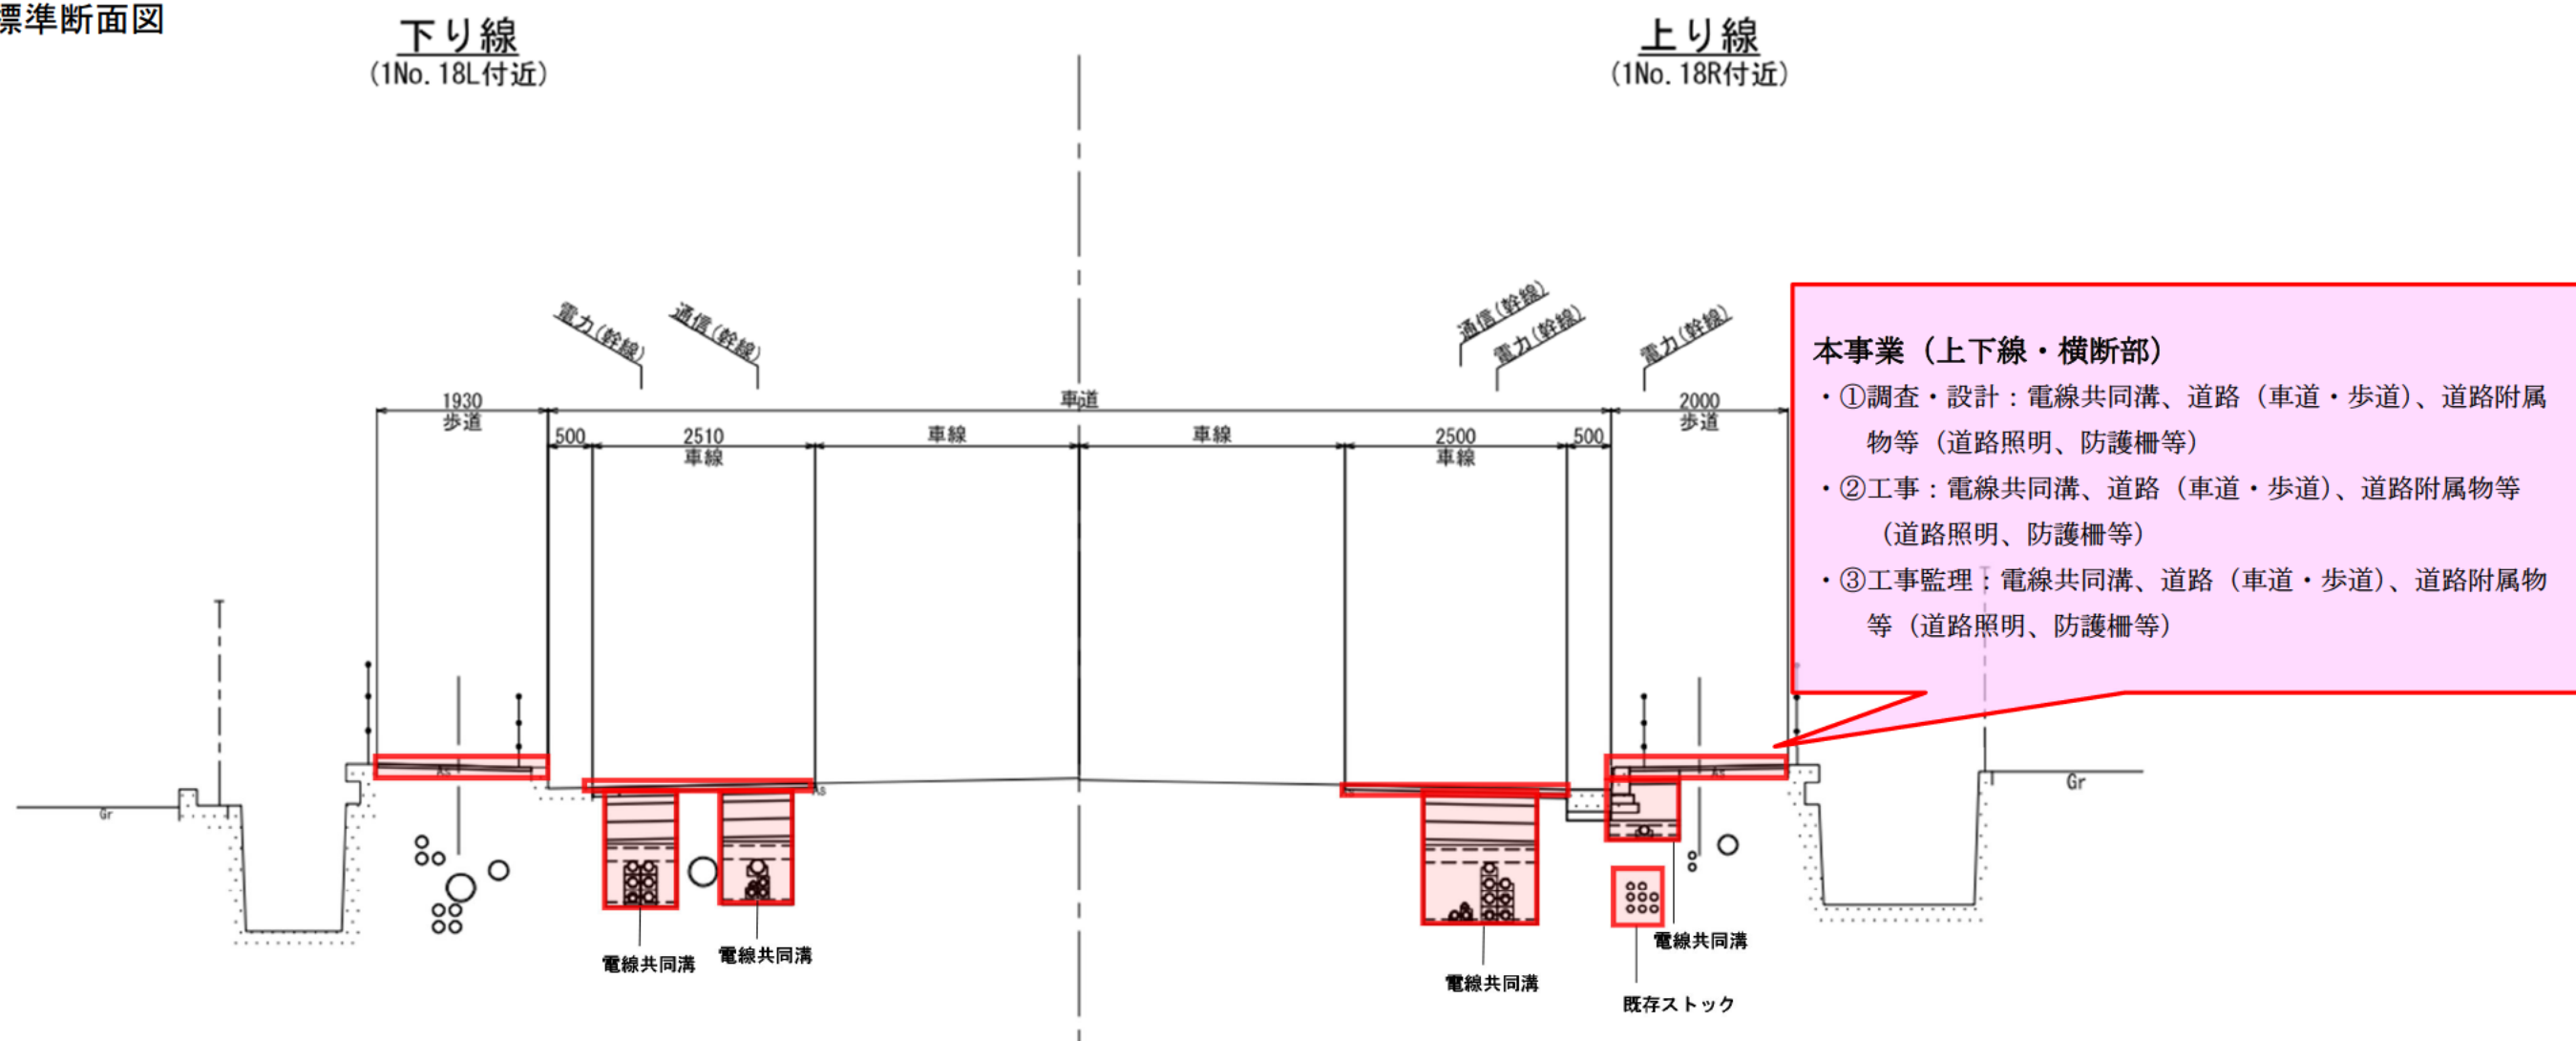 標準断面図
下り線
(1No.18L付近)
上り線
(1No.18R付近)
電力(幹線)
通信(幹線)
通信(幹線)
電力(幹線)
電力(幹線)
1930
歩道
車道
2000
歩道
500
2510
車線
車線
車線
2500
車線
500
本事業（上下線・横断部）
・①調査・設計：電線共同溝、道路（車道・歩道）、道路附属
物等（道路照明、防護柵等）
・②工事：電線共同溝、道路（車道・歩道）、道路附属物等
（道路照明、防護柵等）
・③工事監理：電線共同溝、道路（車道・歩道）、道路附属物
等（道路照明、防護柵等）
As
As
As
As
Gr
Gr
電線共同溝
電線共同溝
電線共同溝
電線共同溝
既存ストック